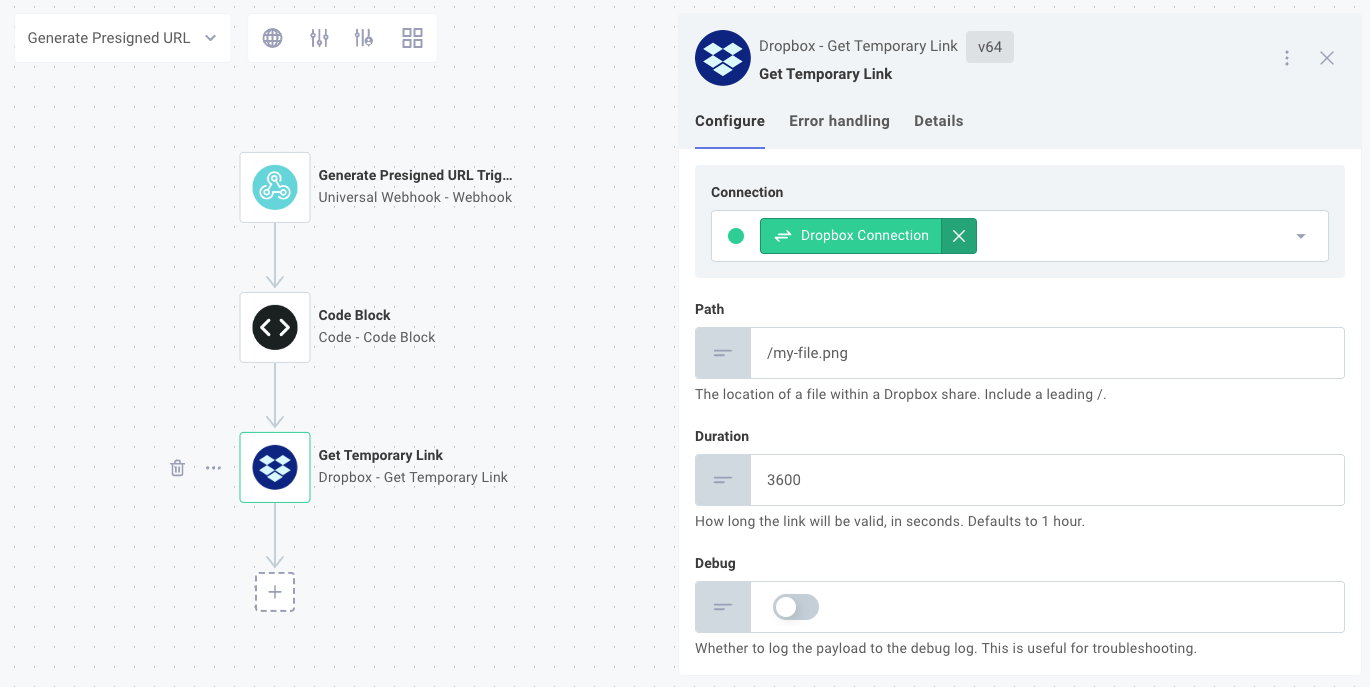 Generate Presigned URL
Generate Presigned URL Trig...
Universal Webhook - Webhook
Code Block
Code - Code Block
Get Temporary Link
Dropbox - Get Temporary Link
Dropbox - Get Temporary Link v64
Get Temporary Link
Configure Error handling Details
Connection
Dropbox Connection
Path
/my-file.png
The location of a file within a Dropbox share. Include a leading /.
Duration
3600
How long the link will be valid, in seconds. Defaults to 1 hour.
Debug
Whether to log the payload to the debug log. This is useful for troubleshooting.